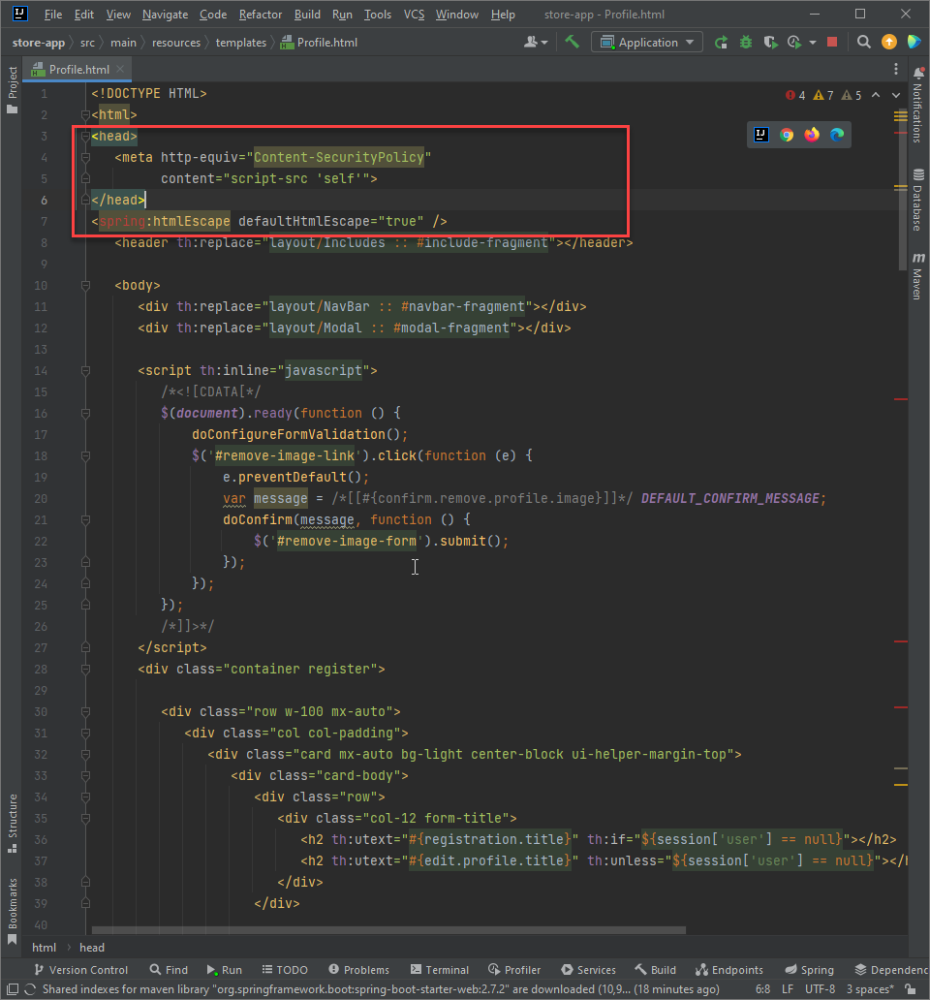 IJ File Edit View Navigate Code Refactor Build Run Tools VCS Window Help store-app - Profile.html
store-app src main resources templates Profile.html Application
Profile.html
Project
Structure
Bookmarks
Notifications
Database
m Maven
4 7 5
1 <!DOCTYPE HTML>
2 <html>
3 <head>
4 <meta http-equiv="Content-SecurityPolicy"
5 content="script-src 'self'">
6 </head>
7 <spring:htmlEscape defaultHtmlEscape="true" />
8 <header th:replace="layout/Includes :: #include-fragment"></header>
9
10 <body>
11 <div th:replace="layout/NavBar :: #navbar-fragment"></div>
12 <div th:replace="layout/Modal :: #modal-fragment"></div>
13
14 <script th:inline="javascript">
15 /*<![CDATA[*/
16 $(document).ready(function () {
17 doConfigureFormValidation();
18 $('#remove-image-link').click(function (e) {
19 e.preventDefault();
20 var message = /*[[#{confirm.remove.profile.image}]]*/ DEFAULT_CONFIRM_MESSAGE;
21 doConfirm(message, function () {
22 $('#remove-image-form').submit();
23 });
24 });
25 });
26 /*]]>*/
27 </script>
28 <div class="container register">
29
30 <div class="row w-100 mx-auto">
31 <div class="col col-padding">
32 <div class="card mx-auto bg-light center-block ui-helper-margin-top">
33 <div class="card-body">
34 <div class="row">
35 <div class="col-12 form-title">
36 <h2 th:utext="#{registration.title}" th:if="${session['user'] == null}"></h2>
37 <h2 th:utext="#{edit.profile.title}" th:unless="${session['user'] == null}"></h
38 </div>
39 </div>
40
html head
Version Control Find Run TODO Problems Terminal Profiler Services Build Endpoints Spring Dependenc
Shared indexes for maven library "org.springframework.boot:spring-boot-starter-web:2.7.2" are downloaded (10,9... (18 minutes ago) 6:8 LF UTF-8 3 spaces*